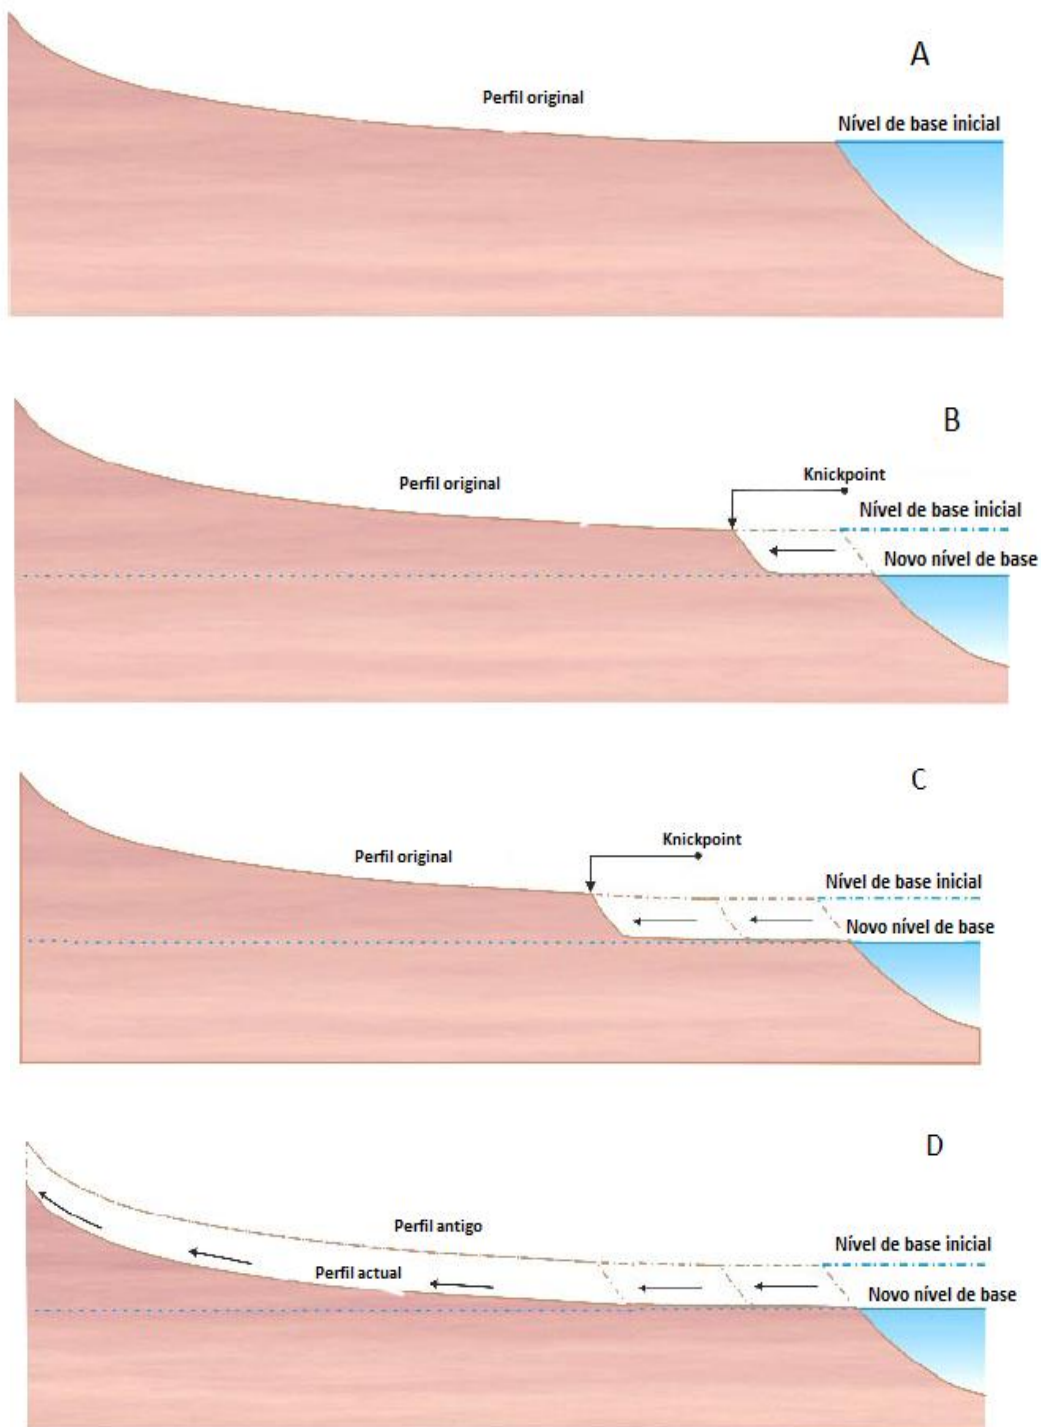 A
Perfil original
Nível de base inicial
B
Knickpoint
Perfil original
Nível de base inicial
Novo nível de base
C
Knickpoint
Perfil original
Nível de base inicial
Novo nível de base
D
Perfil antigo
Nível de base inicial
Perfil actual
Novo nível de base